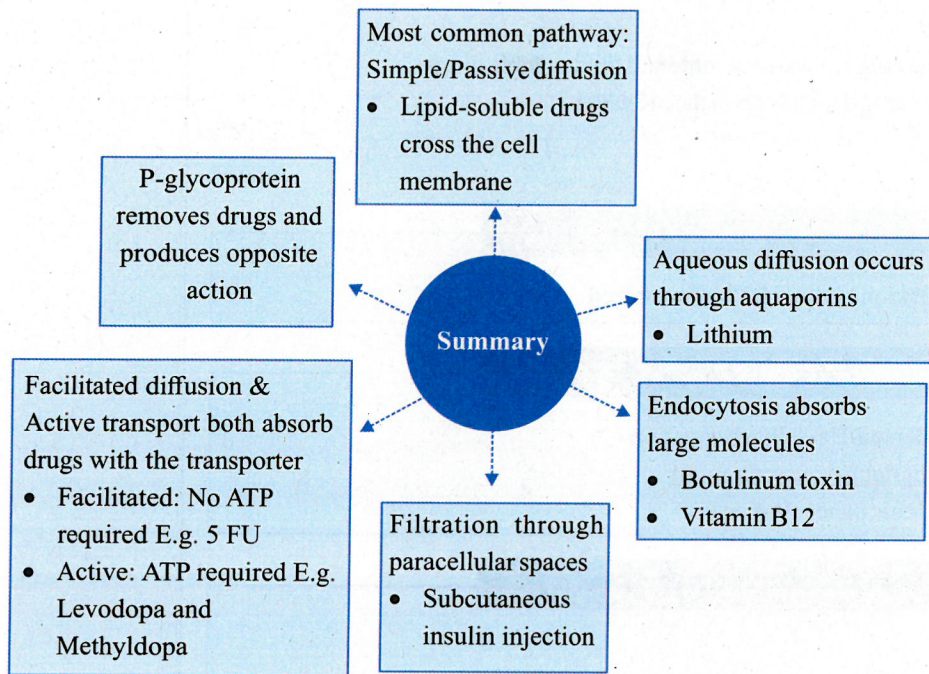 Most common pathway:
Simple/Passive diffusion
• Lipid-soluble drugs
cross the cell
membrane
P-glycoprotein
removes drugs and
produces opposite
action
Summary
Aqueous diffusion occurs
through aquaporins
• Lithium
Facilitated diffusion &
Active transport both absorb
drugs with the transporter
• Facilitated: No ATP
required E.g. 5 FU
• Active: ATP required E.g.
Levodopa and
Methyldopa
Filtration through
paracellular spaces
• Subcutaneous
insulin injection
Endocytosis absorbs
large molecules
• Botulinum toxin
• Vitamin B12